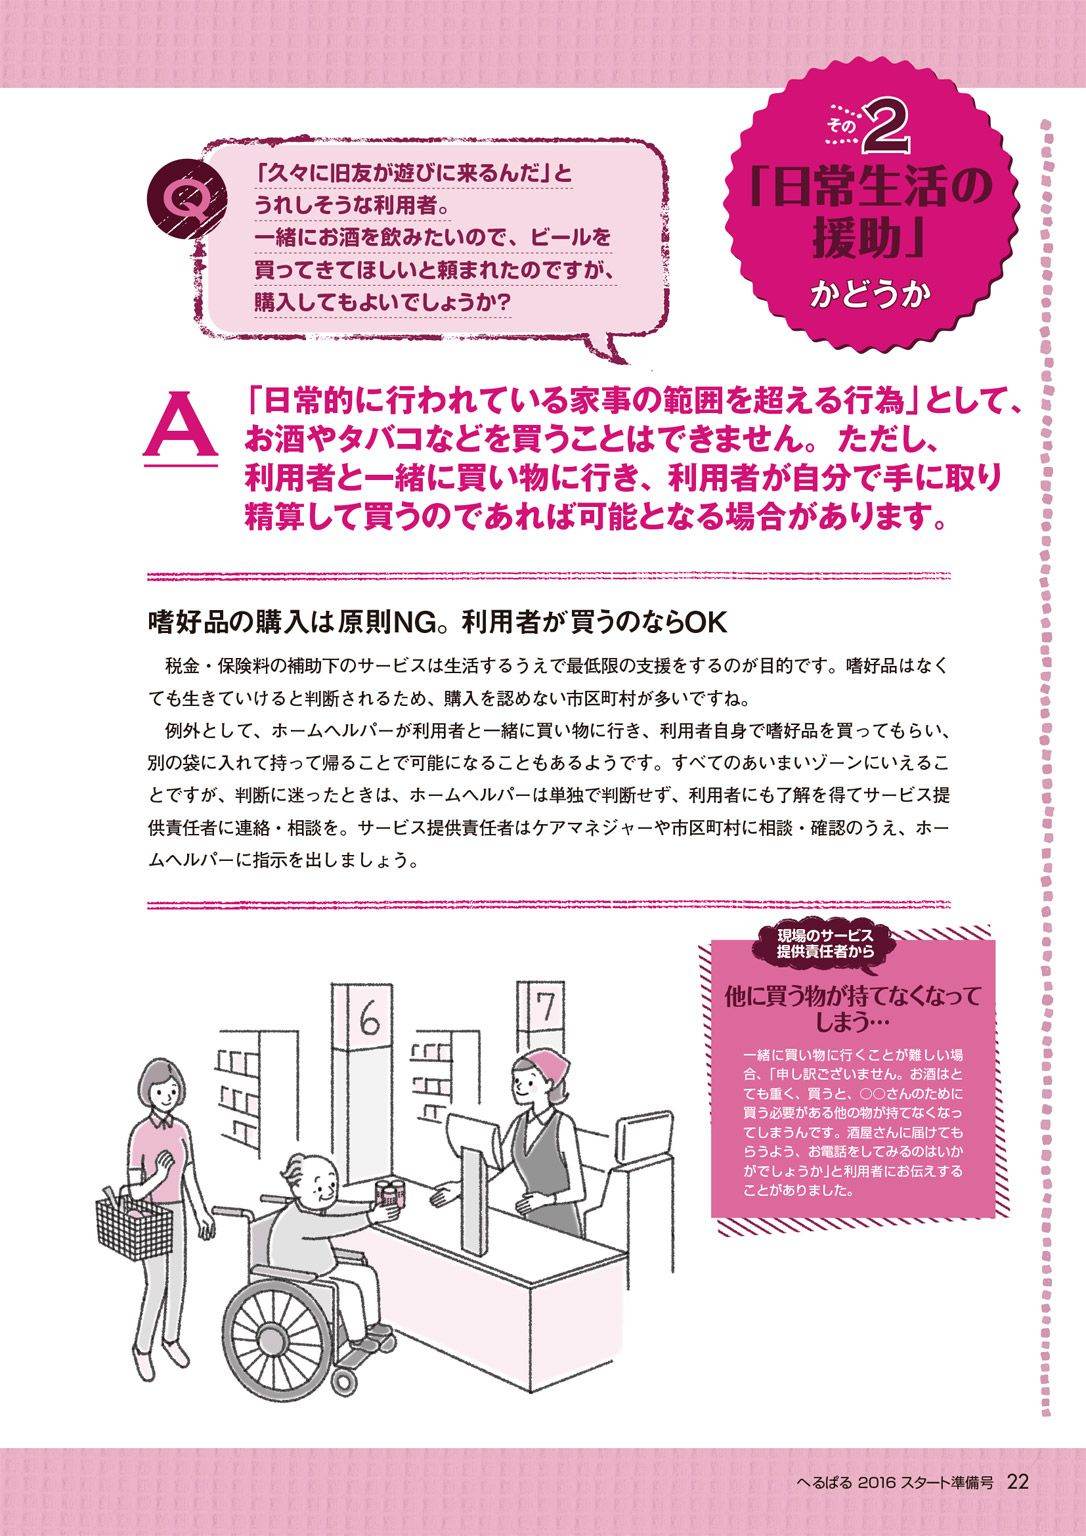 その2
「日常生活の
援助」
かどうか
Q
「久々に旧友が遊びに来るんだ」と
うれしそうな利用者。
一緒にお酒を飲みたいので、ビールを
買ってきてほしいと頼まれたのですが、
購入してもよいでしょうか?
A
「日常的に行われている家事の範囲を超える行為」として、
お酒やタバコなどを買うことはできません。ただし、
利用者と一緒に買い物に行き、利用者が自分で手に取り
精算して買うのであれば可能となる場合があります。
嗜好品の購入は原則NG。利用者が買うのならOK
税金・保険料の補助下のサービスは生活するうえで最低限の支援をするのが目的です。嗜好品はなく
ても生きていけると判断されるため、購入を認めない市区町村が多いですね。
例外として、ホームヘルパーが利用者と一緒に買い物に行き、利用者自身で嗜好品を買ってもらい、
別の袋に入れて持って帰ることで可能になることもあるようです。すべてのあいまいゾーンにいえるこ
とですが、判断に迷ったときは、ホームヘルパーは単独で判断せず、利用者にも了解を得てサービス提
供責任者に連絡・相談を。サービス提供責任者はケアマネジャーや市区町村に相談・確認のうえ、ホー
ムヘルパーに指示を出しましょう。
現場のサービス
提供責任者から
他に買う物が持てなくなって
しまう…
一緒に買い物に行くことが難しい場
合、「申し訳ございません。お酒はと
ても重く、買うと、○○さんのために
買う必要がある他の物が持てなくなっ
てしまうんです。酒屋さんに届けても
らうよう、お電話をしてみるのはいか
がでしょうか」と利用者にお伝えする
ことがありました。
6
7
へるぱる 2016 スタート準備号 22